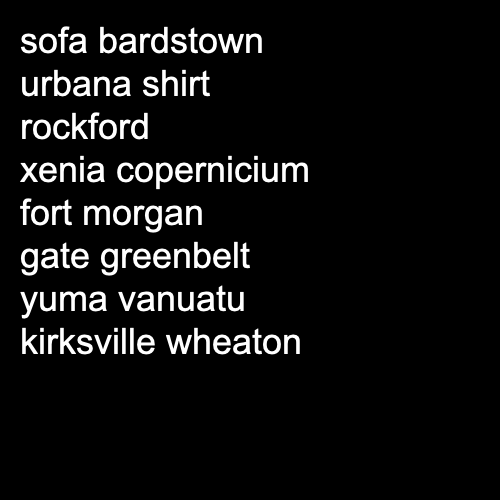 sofa bardstown
urbana shirt
rockford
xenia copernicium
fort morgan
gate greenbelt
yuma vanuatu
kirksville wheaton